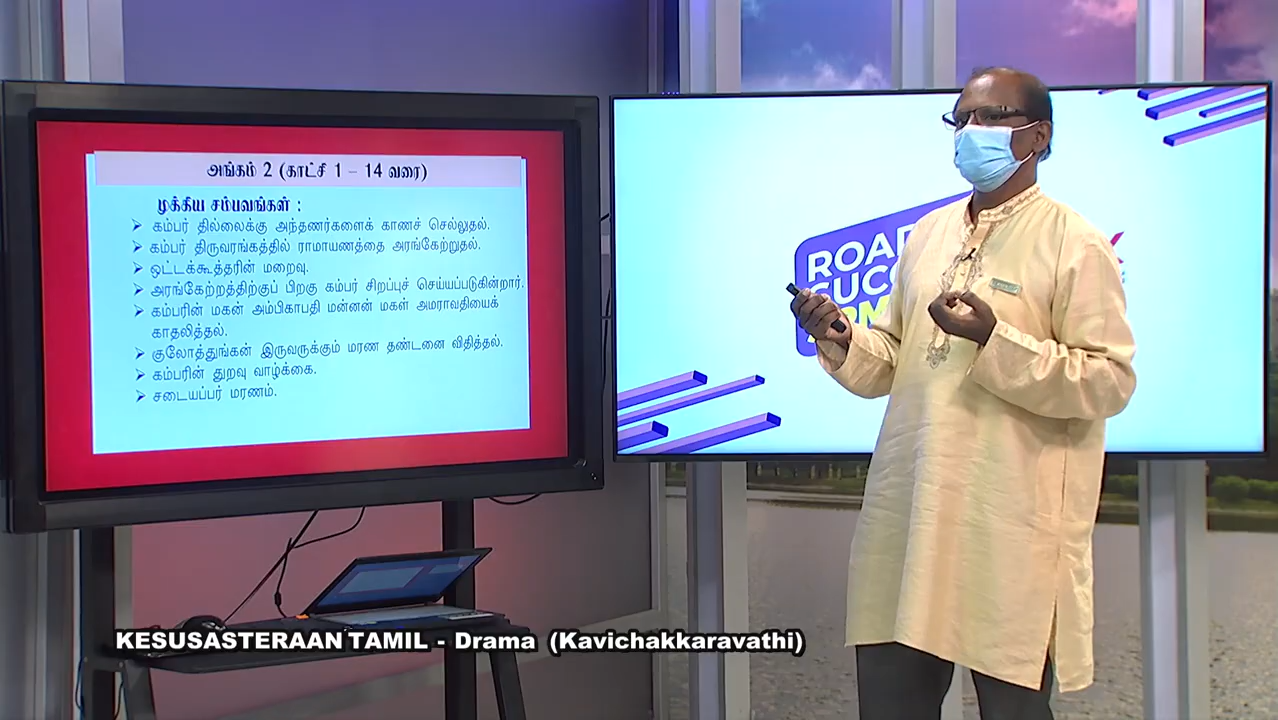 அங்கம் 2 (காட்சி 1 – 14 வரை)
முக்கிய சம்பவங்கள் :
➢ கம்பர் தில்லைக்கு அந்தணர்களைக் காணச் செல்லுதல்.
➢ கம்பர் திருவரங்கத்தில் ராமாயணத்தை அரங்கேற்றுதல்.
➢ ஒட்டக்கூத்தரின் மறைவு.
➢ அரங்கேற்றத்திற்குப் பிறகு கம்பர் சிறப்புச் செய்யப்படுகின்றார்.
➢ கம்பரின் மகன் அம்பிகாபதி மன்னன் மகள் அமராவதியைக்
காதலித்தல்.
➢ குலோத்துங்கன் இருவருக்கும் மரண தண்டனை விதித்தல்.
➢ கம்பரின் துறவு வாழ்க்கை.
➢ சடையப்பர் மரணம்.
ROAD
SUCC
KESUSASTERAAN TAMIL - Drama (Kavichakkaravathi)